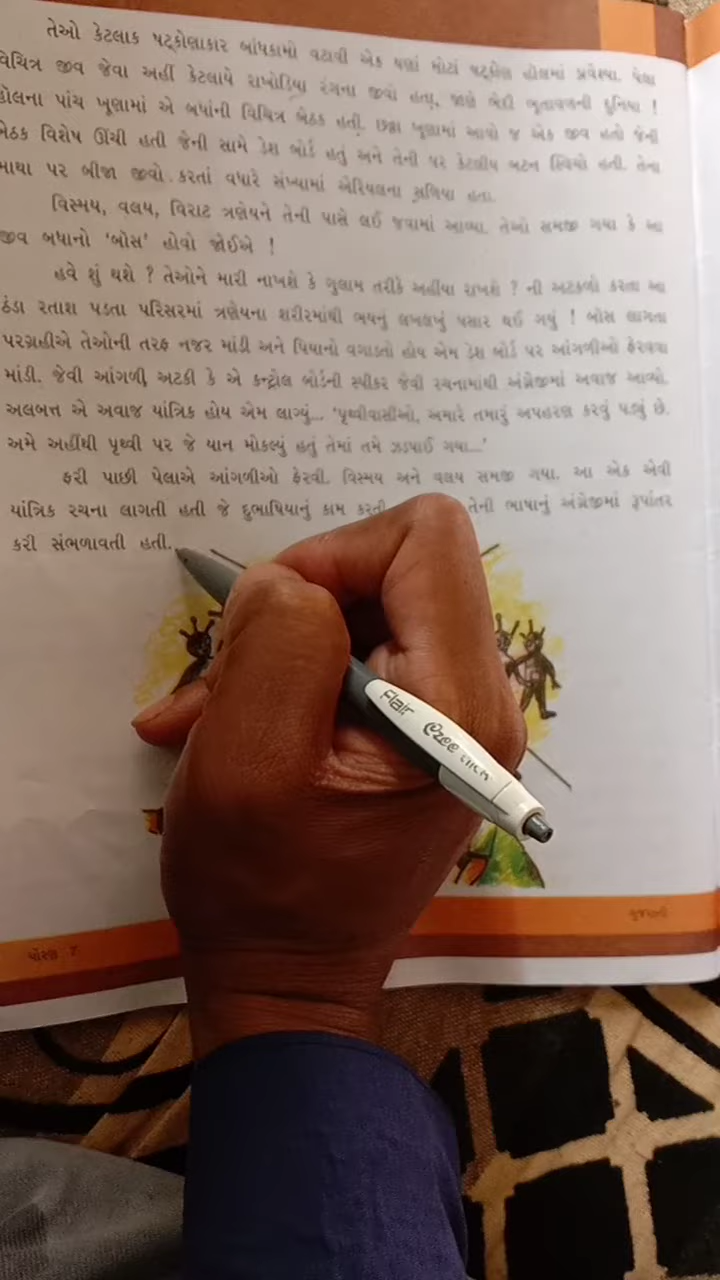 તેઓ કેટલાક ષટ્કોણાકાર બાંધકામો વટાવી એક ઘણાં મોટાં ષટ્કોણ હૉલમાં પ્રવેશ્યા. પેલા
વિચિત્ર જીવ જેવા અહીં કેટલાયે રાખોડિયા રંગના જીવો હતા, જાણે ભેદી ભૂતાવળની દુનિયા !
હૉલના પાંચ ખૂણામાં એ બધાંની વિચિત્ર બેઠક હતી. છઠ્ઠા ખૂણામાં આવો જ એક જીવ હતો જેની
બેઠક વિશેષ ઊંચી હતી જેની સામે ડેશ બોર્ડ હતું અને તેની પર કેટલીય બટન સ્વિચો હતી. તેના
માથા પર બીજા જીવો કરતાં વધારે સંખ્યામાં એરિયલના સળિયા હતા.
વિસ્મય, વલય, વિરાટ ત્રણેયને તેની પાસે લઈ જવામાં આવ્યા. તેઓ સમજી ગયા કે આ
જીવ બધાનો ‘બોસ’ હોવો જોઈએ !
હવે શું થશે ? તેઓને મારી નાખશે કે ગુલામ તરીકે અહીંયા રાખશે ? ની અટકળો કરતા આ
ઠંડા રતાશ પડતા પરિસરમાં ત્રણેયના શરીરમાંથી ભયનું લખલખું પસાર થઈ ગયું ! બોસ લાગતા
પરગ્રહીએ તેઓની તરફ નજર માંડી અને પિયાનો વગાડતો હોય એમ ડેશ બોર્ડ પર આંગળીઓ ફેરવવા
માંડી. જેવી આંગળી અટકી કે એ કન્ટ્રોલ બોર્ડની સ્પીકર જેવી રચનામાંથી અંગ્રેજીમાં અવાજ આવ્યો.
અલબત્ત એ અવાજ યાંત્રિક હોય એમ લાગ્યું... ‘પૃથ્વીવાસીઓ, અમારે તમારું અપહરણ કરવું પડ્યું છે.
અમે અહીંથી પૃથ્વી પર જે યાન મોકલ્યું હતું તેમાં તમે ઝડપાઈ ગયા...’
ફરી પાછી પેલાએ આંગળીઓ ફેરવી. વિસ્મય અને વલય સમજી ગયા. આ એક એવી
યાંત્રિક રચના લાગતી હતી જે દુભાષિયાનું કામ કરતી તેની ભાષાનું અંગ્રેજીમાં રૂપાંતર
કરી સંભળાવતી હતી.
Flair
ધોરણ 7
ગુજરાતી